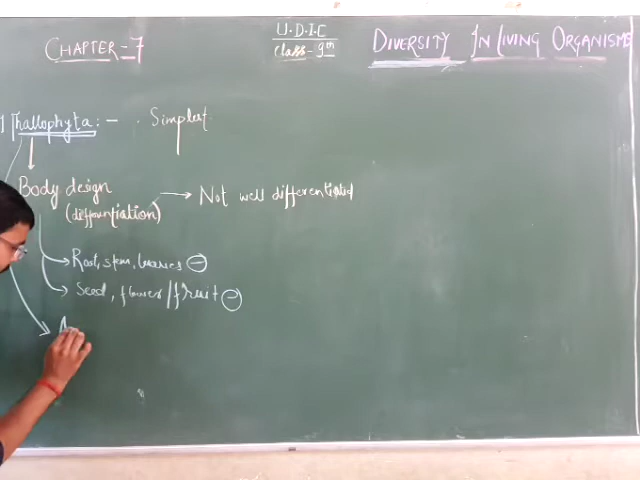 CHAPTER-7
U.D.I.C
Class- 9th
DIVERSITY IN LIVING ORGANISMS
Thallophyta:- . Simplest
Body design
(differentiation) → Not well differentiated
→ Root, stem, leaves ⊖
→ Seed, flower/fruit ⊖
A